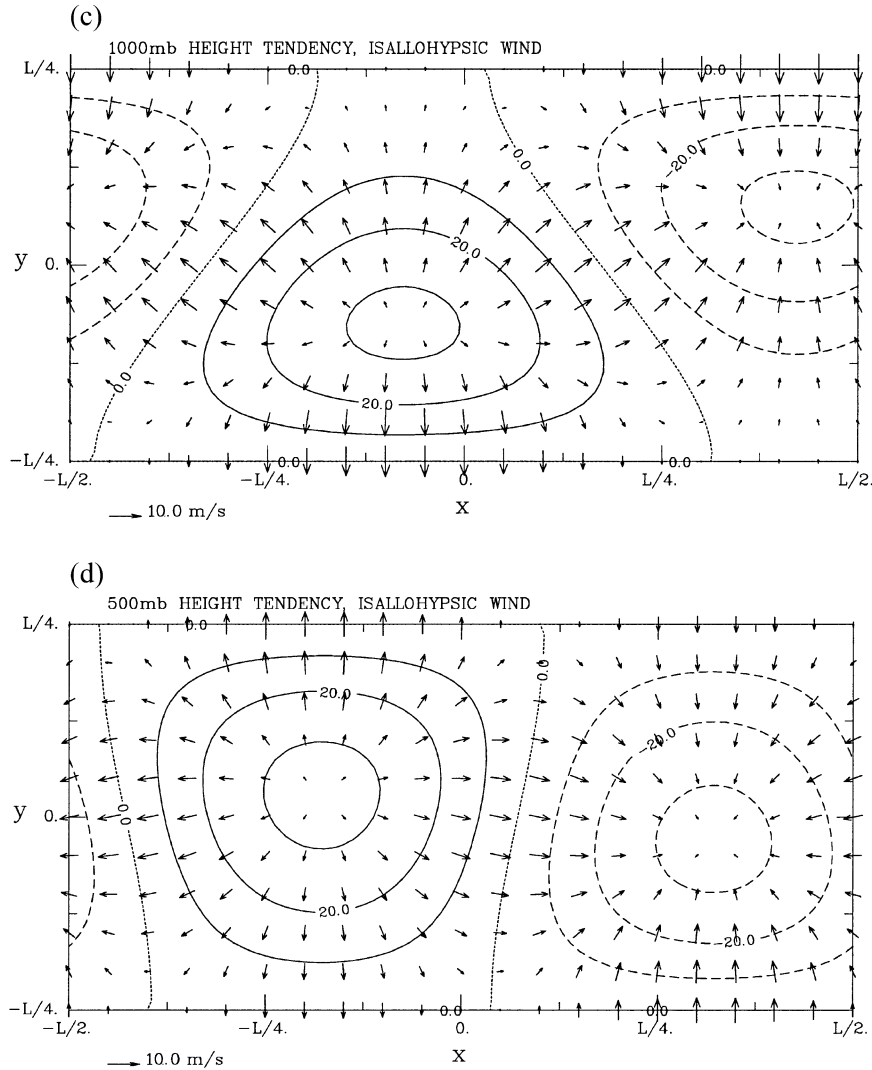 (c)
1000mb HEIGHT TENDENCY, ISALLOHYPSIC WIND
L/4. 0.0 0.0
0.0 -20.0
20.0
y 0.
0.0
20.0
-L/4. 0.0 0.0
-L/2. -L/4. 0. L/4. L/2.
x
10.0 m/s
(d)
500mb HEIGHT TENDENCY, ISALLOHYPSIC WIND
L/4. 0.0
0.0
20.0
-20.0
y 0. 0.0
20.0
-20.0
-L/4. 0.0 0.0
-L/2. -L/4. 0. L/4. L/2.
x
10.0 m/s